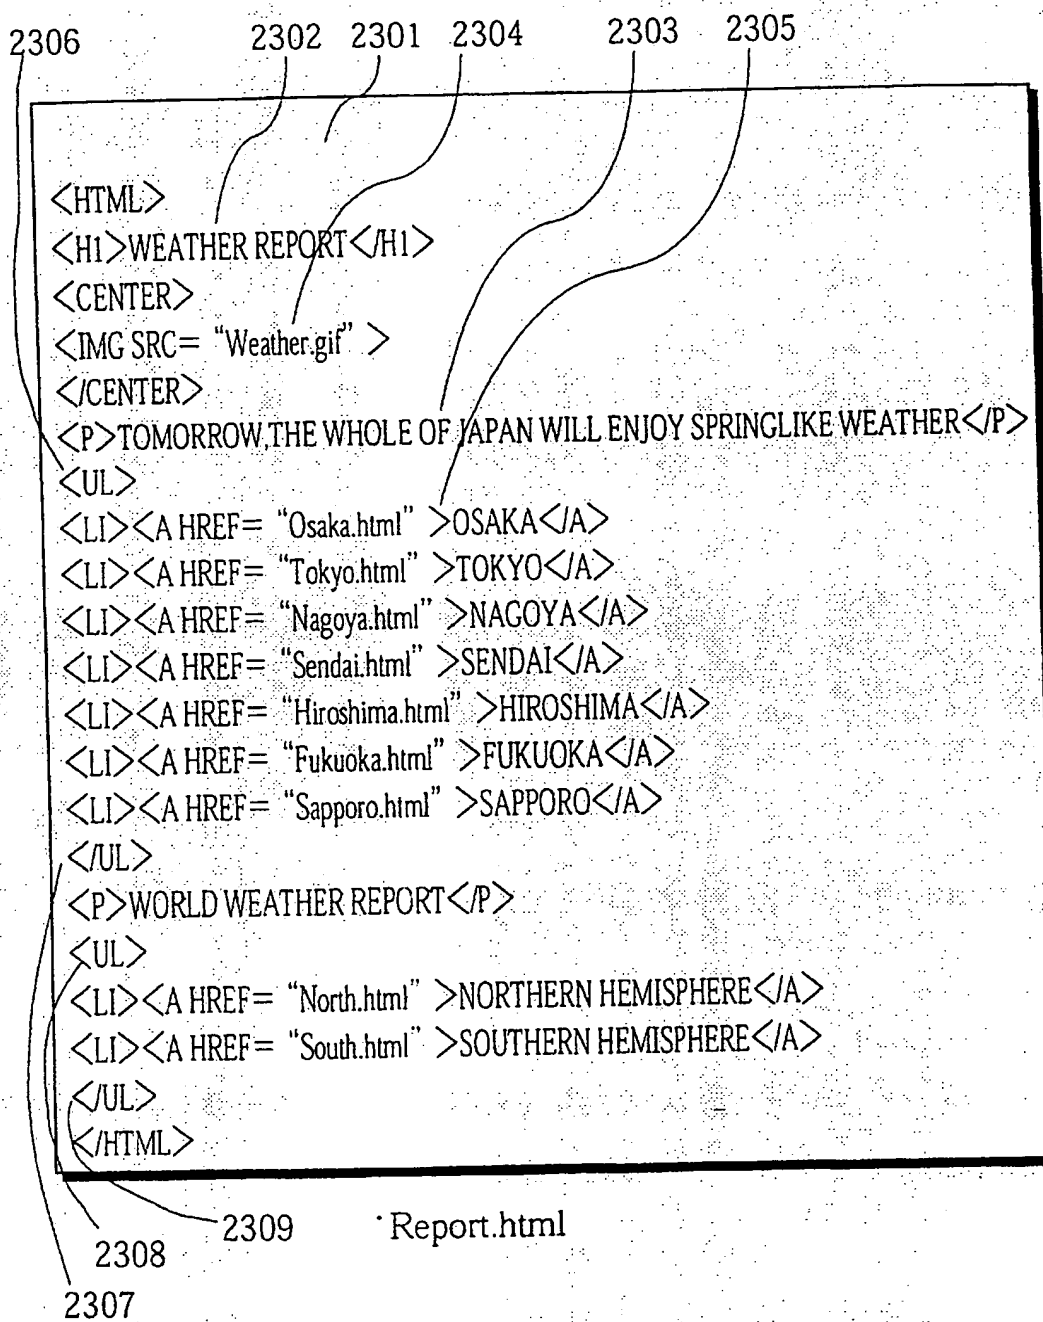 2306 2302 2301 2304 2303 2305
<HTML>
<H1>WEATHER REPORT</H1>
<CENTER>
<IMG SRC= “Weather.gif” >
</CENTER>
<P>TOMORROW,THE WHOLE OF JAPAN WILL ENJOY SPRINGLIKE WEATHER</P>
<UL>
<LI><A HREF= “Osaka.html” >OSAKA</A>
<LI><A HREF= “Tokyo.html” >TOKYO</A>
<LI><A HREF= “Nagoya.html” >NAGOYA</A>
<LI><A HREF= “Sendai.html” >SENDAI</A>
<LI><A HREF= “Hiroshima.html” >HIROSHIMA</A>
<LI><A HREF= “Fukuoka.html” >FUKUOKA</A>
<LI><A HREF= “Sapporo.html” >SAPPORO</A>
</UL>
<P>WORLD WEATHER REPORT</P>
<UL>
<LI><A HREF= “North.html” >NORTHERN HEMISPHERE</A>
<LI><A HREF= “South.html” >SOUTHERN HEMISPHERE</A>
</UL>
</HTML>
2309 Report.html
2308
2307